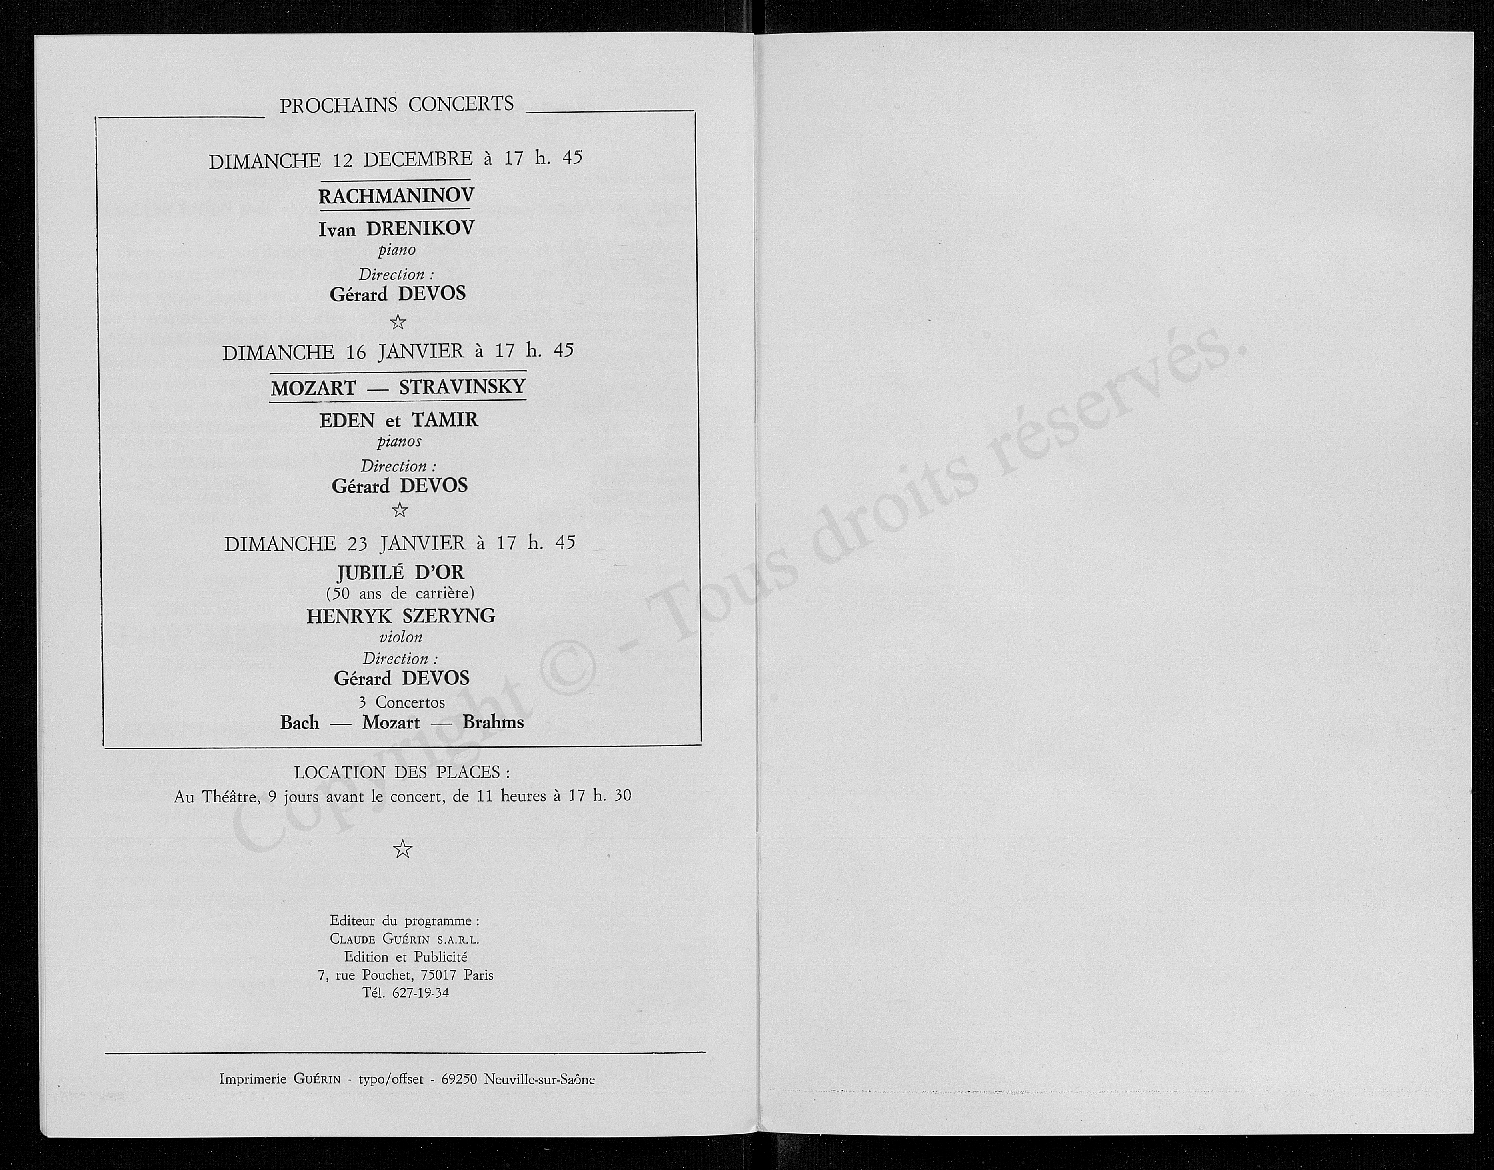 PROCHAINS CONCERTS
DIMANCHE 12 DECEMBRE à 17 h. 45
RACHMANINOV
Ivan DRENIKOV
piano
Direction :
Gérard DEVOS
☆
DIMANCHE 16 JANVIER à 17 h. 45
MOZART — STRAVINSKY
EDEN et TAMIR
pianos
Direction :
Gérard DEVOS
☆
DIMANCHE 23 JANVIER à 17 h. 45
JUBILÉ D'OR
(50 ans de carrière)
HENRYK SZERYNG
violon
Direction :
Gérard DEVOS
3 Concertos
Bach — Mozart — Brahms
LOCATION DES PLACES :
Au Théâtre, 9 jours avant le concert, de 11 heures à 17 h. 30
☆
Editeur du programme :
CLAUDE GUÉRIN S.A.R.L.
Edition et Publicité
7, rue Pouchet, 75017 Paris
Tél. 627-19-34
Imprimerie GUÉRIN - typo/offset - 69250 Neuville-sur-Saône
Copyright © - Tous droits réservés.